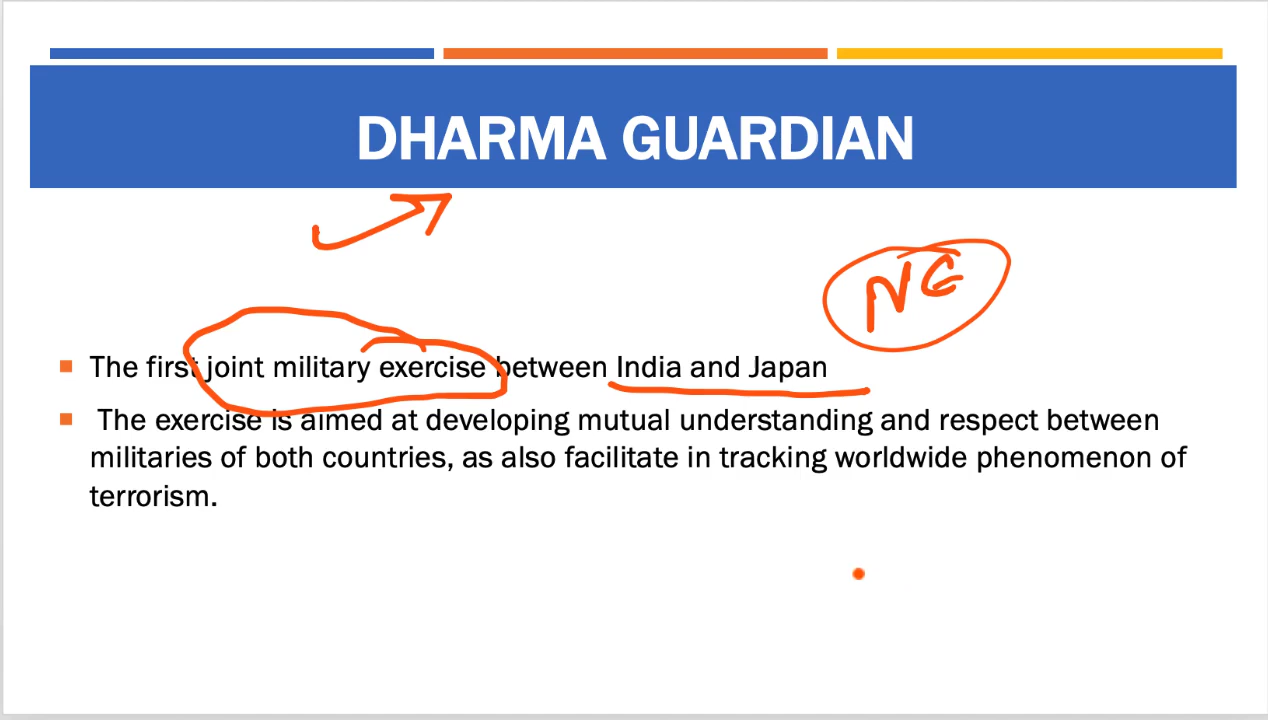 DHARMA GUARDIAN
NE
The first joint military exercise between India and Japan
The exercise is aimed at developing mutual understanding and respect between
militaries of both countries, as also facilitate in tracking worldwide phenomenon of
terrorism.